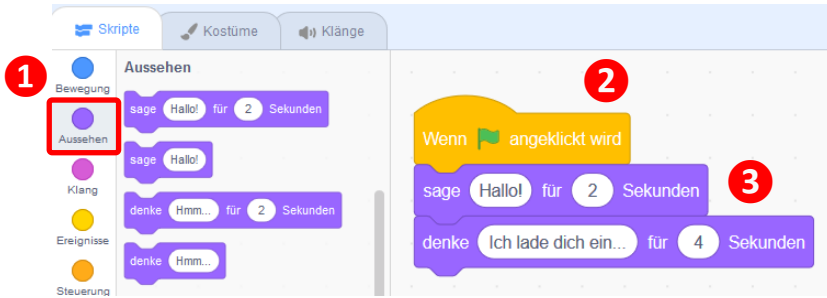 Skripte Kostüme Klänge
1
Bewegung
Aussehen
Klang
Ereignisse
Steuerung
Aussehen
sage Hallo! für 2 Sekunden
sage Hallo!
denke Hmm... für 2 Sekunden
denke Hmm...
2
Wenn angeklickt wird
sage Hallo! für 2 Sekunden
3
denke Ich lade dich ein... für 4 Sekunden